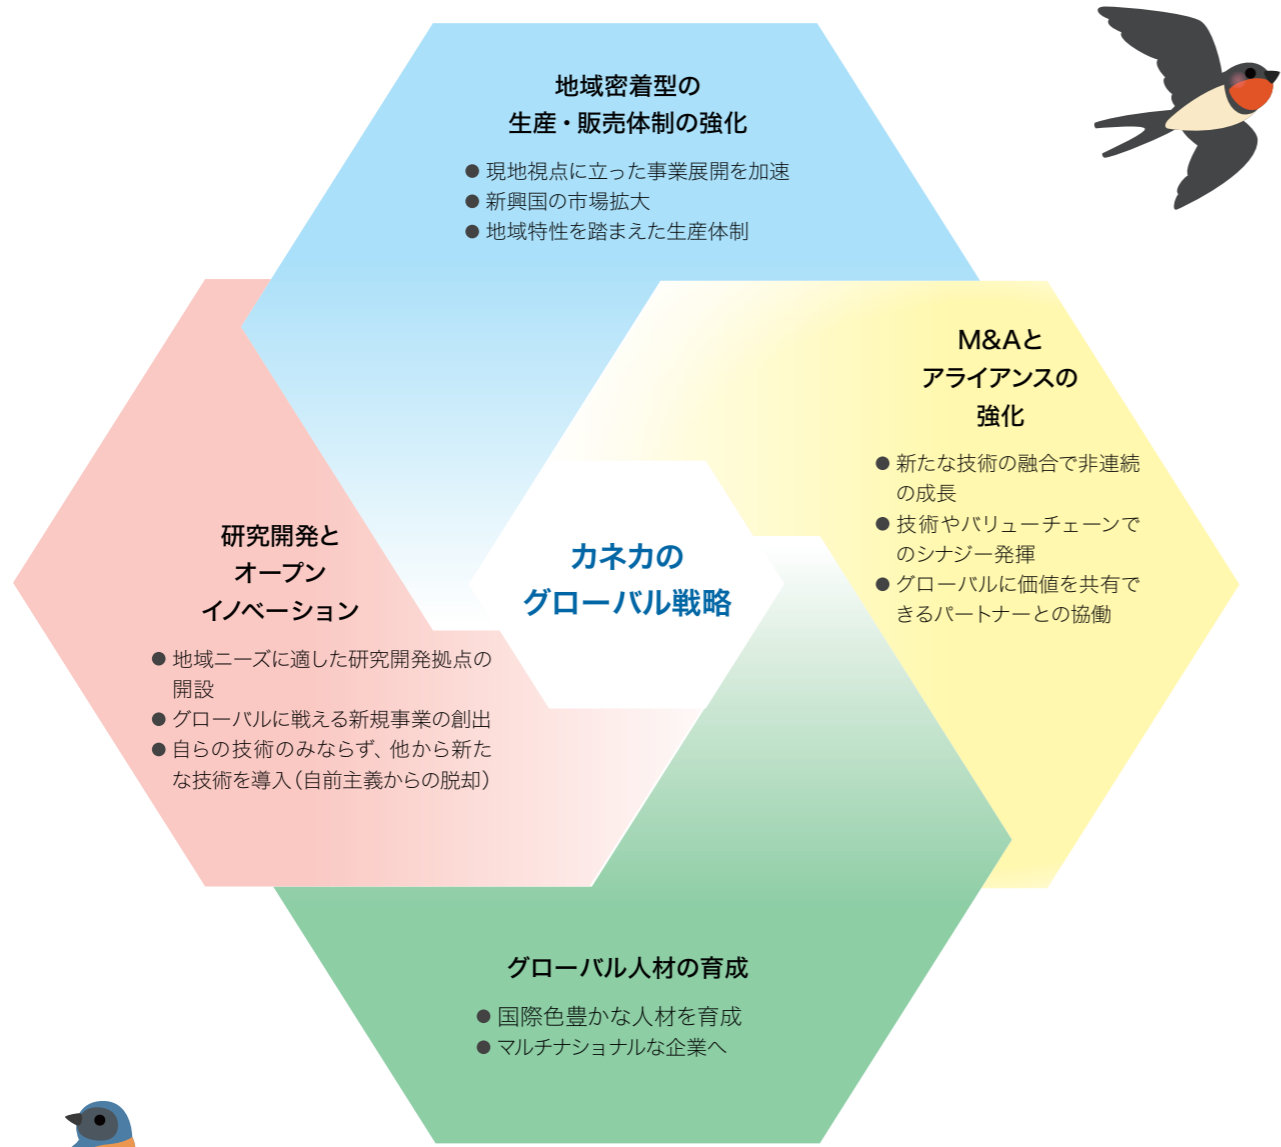 地域密着型の
生産・販売体制の強化
● 現地視点に立った事業展開を加速
● 新興国の市場拡大
● 地域特性を踏まえた生産体制
M&Aと
アライアンスの
強化
● 新たな技術の融合で非連続
の成長
● 技術やバリューチェーンで
のシナジー発揮
● グローバルに価値を共有で
きるパートナーとの協働
カネカの
グローバル戦略
研究開発と
オープン
イノベーション
● 地域ニーズに適した研究開発拠点の
開設
● グローバルに戦える新規事業の創出
● 自らの技術のみならず、他から新た
な技術を導入(自前主義からの脱却)
グローバル人材の育成
● 国際色豊かな人材を育成
● マルチナショナルな企業へ